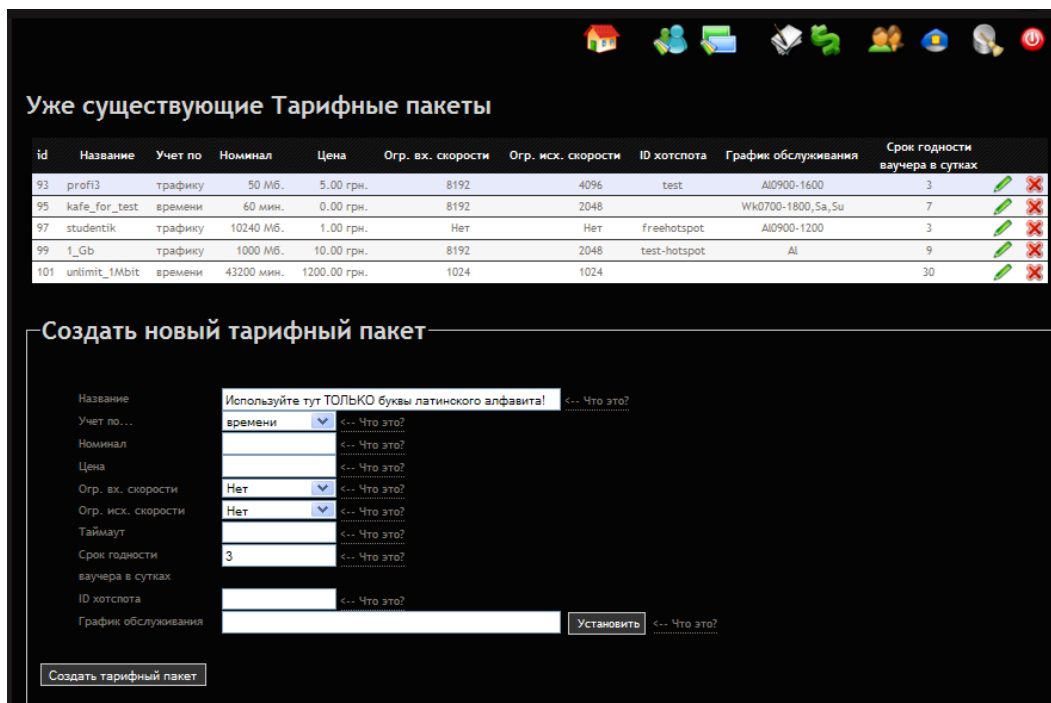 Уже существующие Тарифные пакеты
id Название Учет по Номинал Цена Огр. вх. скорости Огр. исх. скорости ID хотспота График обслуживания Срок годности ваучера в сутках
93 profi3 трафику 50 Мб. 5.00 грн. 8192 4096 test Al0900-1600 3
95 kafe_for_test времени 60 мин. 0.00 грн. 8192 2048 Wk0700-1800,Sa,Su 7
97 studentik трафику 10240 Мб. 1.00 грн. Нет Нет freehotspot Al0900-1200 3
99 1_Gb трафику 1000 Мб. 10.00 грн. 8192 2048 test-hotspot Al 9
101 unlimit_1Mbit времени 43200 мин. 1200.00 грн. 1024 1024 30
Создать новый тарифный пакет
Название Используйте тут ТОЛЬКО буквы латинского алфавита! <-- Что это?
Учет по... времени <-- Что это?
Номинал <-- Что это?
Цена <-- Что это?
Огр. вх. скорости Нет <-- Что это?
Огр. исх. скорости Нет <-- Что это?
Таймаут <-- Что это?
Срок годности 3 <-- Что это?
ваучера в сутках
ID хотспота <-- Что это?
График обслуживания Установить <-- Что это?
Создать тарифный пакет